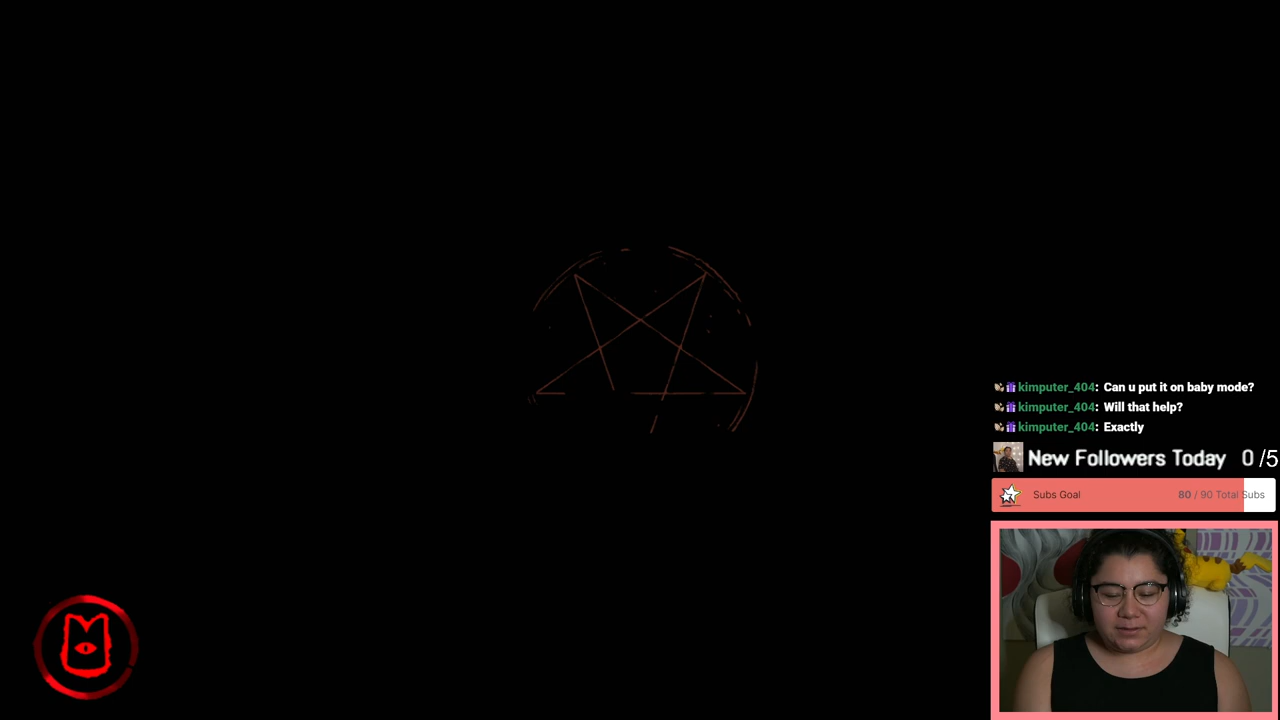 kimputer_404: Can u put it on baby mode?
kimputer_404: Will that help?
kimputer_404: Exactly
New Followers Today 0 /5
Subs Goal 80 / 90 Total Subs